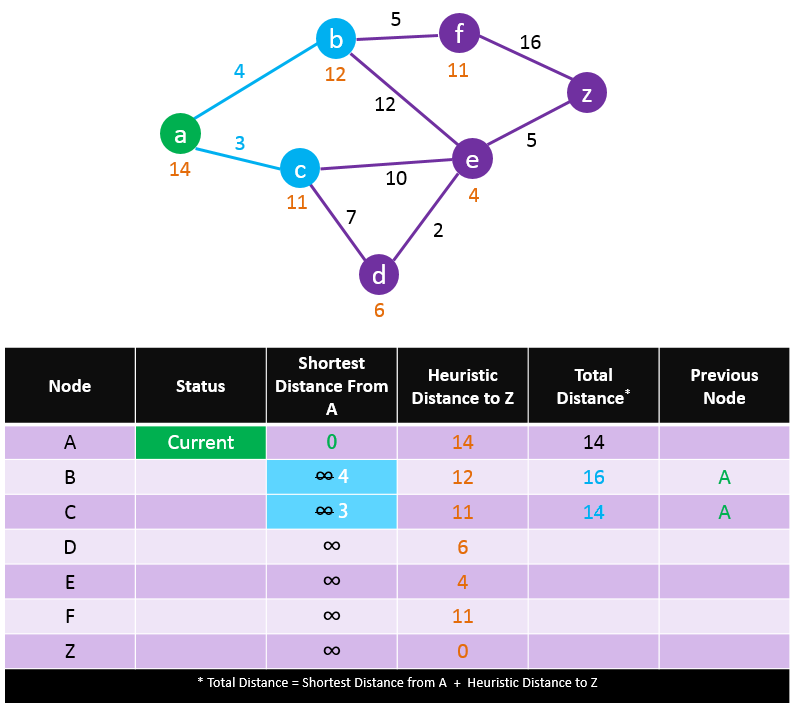 5
f
b
16
12
11
4
z
12
a
3
5
e
c
14
10
4
11
7
2
d
6
Node Status Shortest Distance From A Heuristic Distance to Z Total Distance* Previous Node
A Current 0 14 14
B ∞ 4 12 16 A
C ∞ 3 11 14 A
D ∞ 6
E ∞ 4
F ∞ 11
Z ∞ 0
* Total Distance = Shortest Distance from A + Heuristic Distance to Z